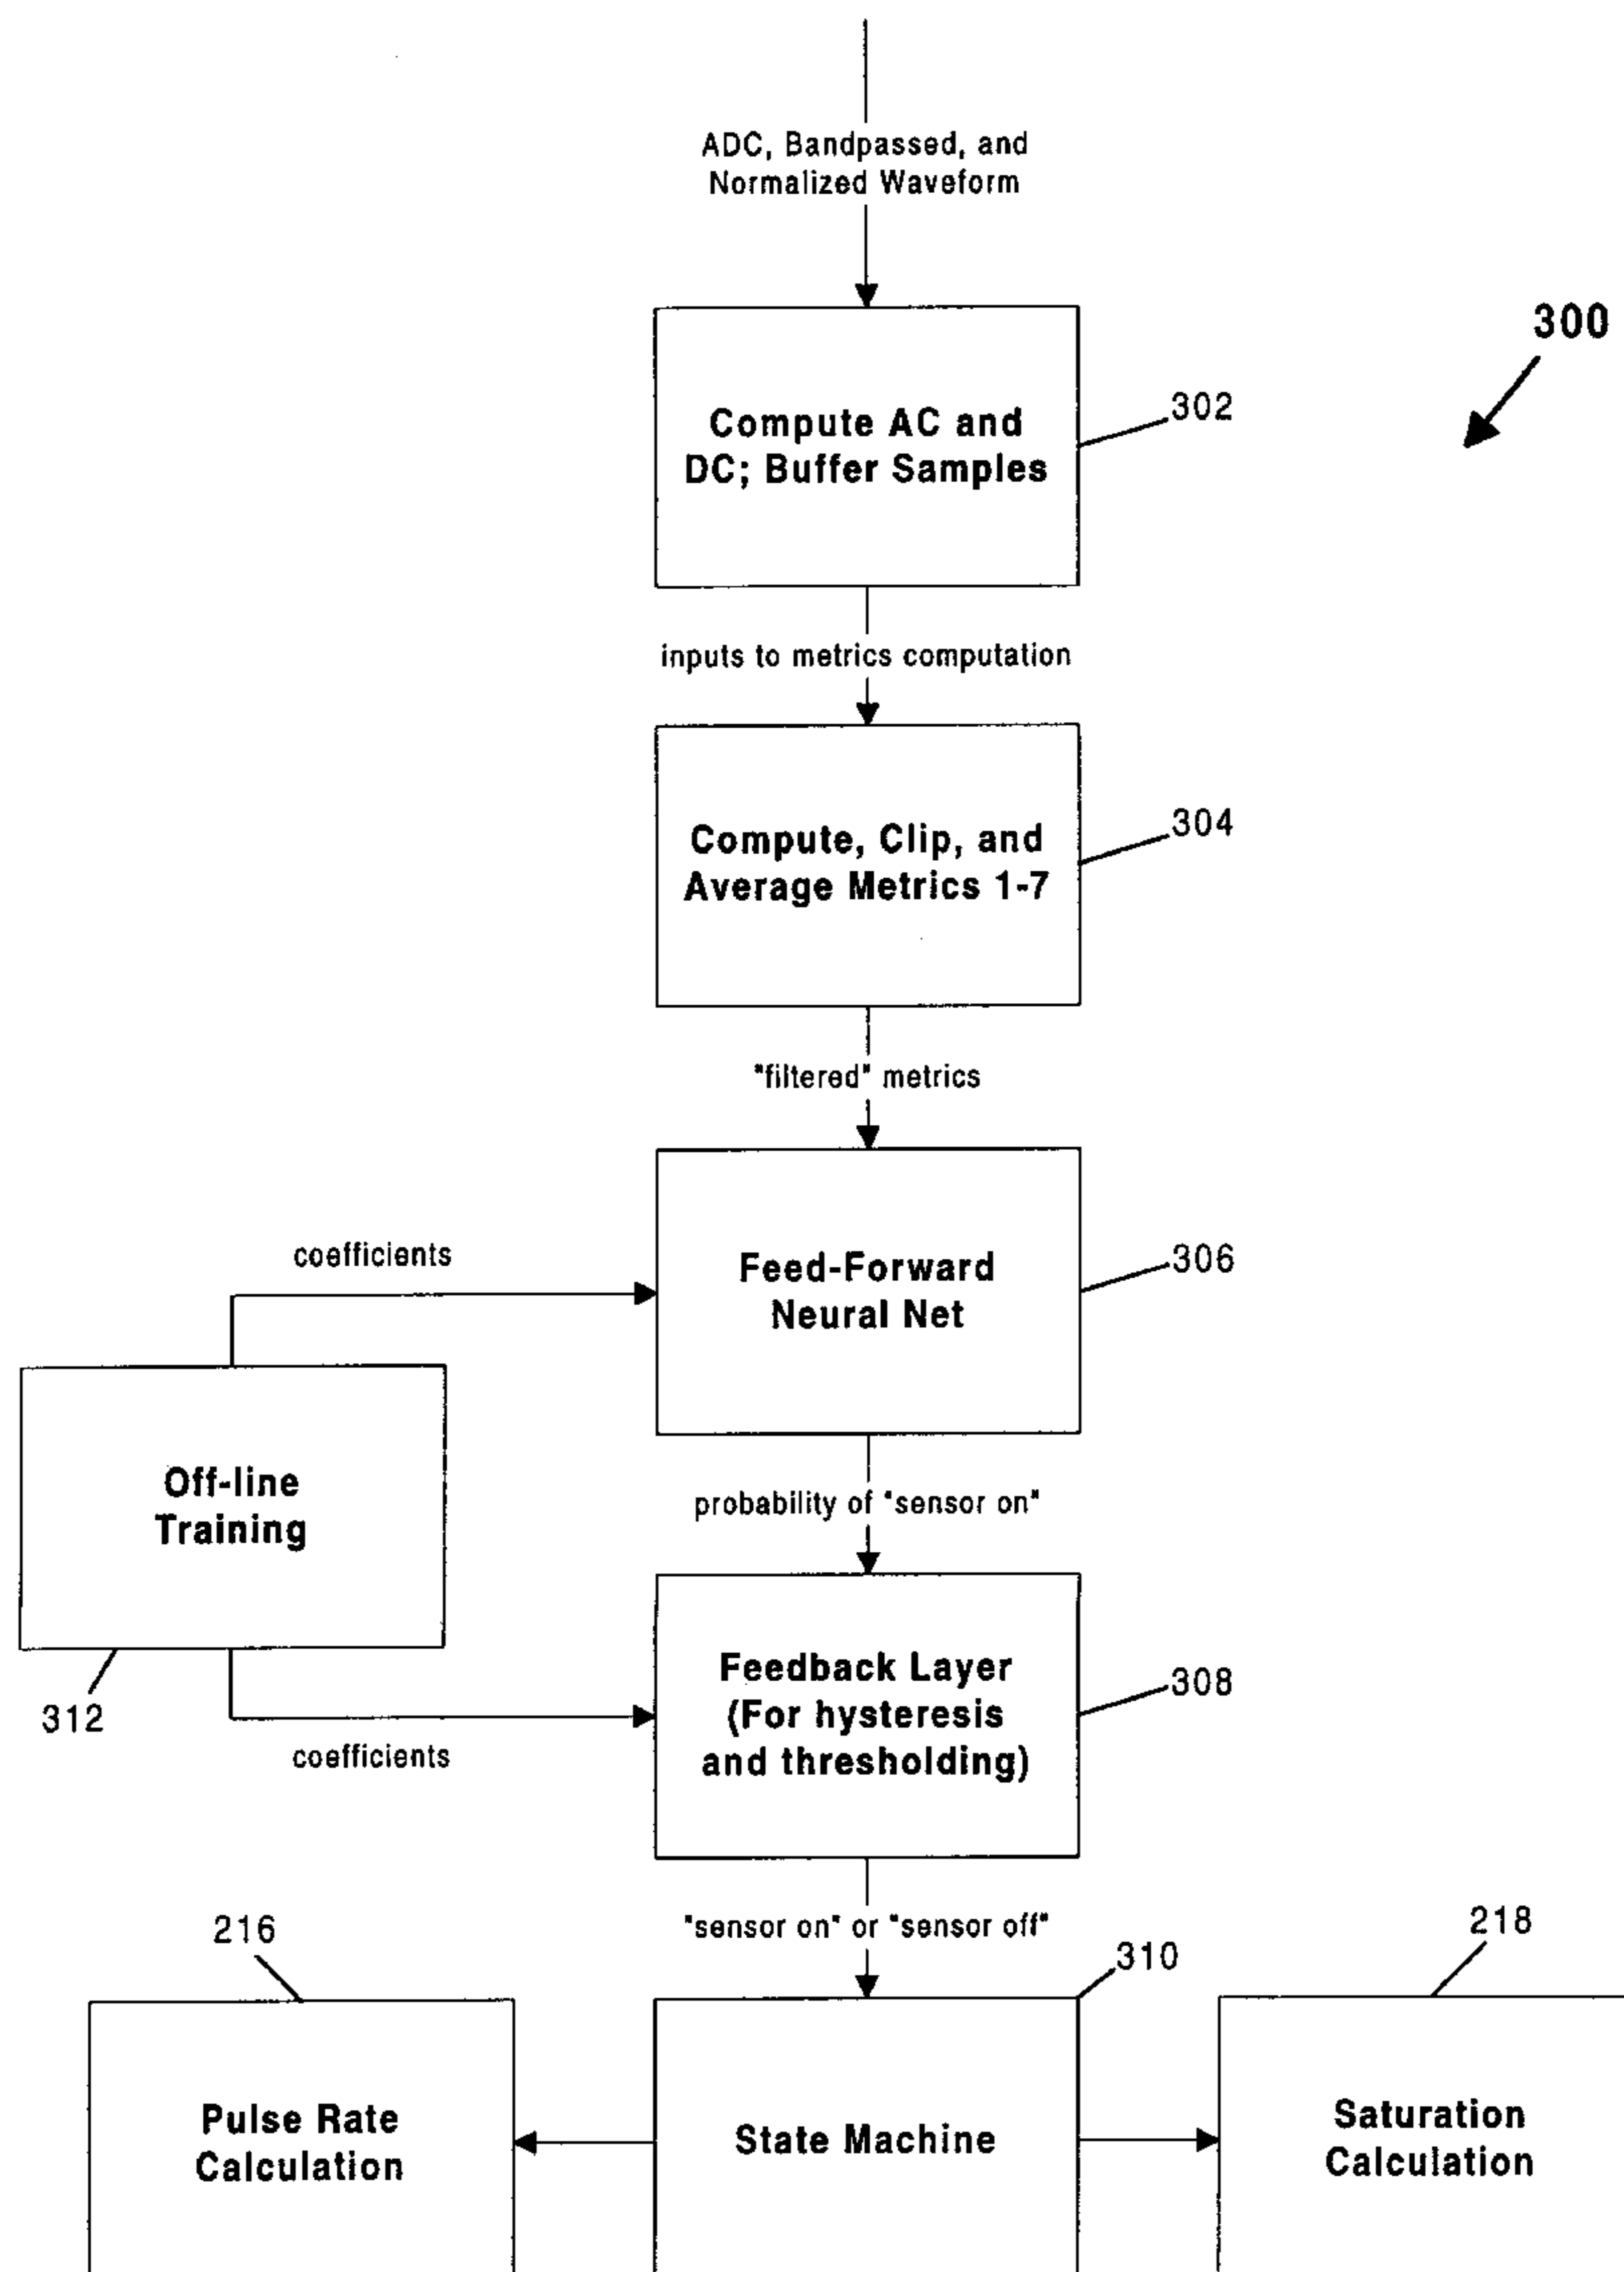 ADC, Bandpassed, and
Normalized Waveform
300
Compute AC and
DC; Buffer Samples
302
inputs to metrics computation
Compute, Clip, and
Average Metrics 1-7
304
"filtered" metrics
coefficients
Feed-Forward
Neural Net
306
Off-line
Training
probability of "sensor on"
312
coefficients
Feedback Layer
(For hysteresis
and thresholding)
308
"sensor on" or "sensor off"
216
310
218
Pulse Rate
Calculation
State Machine
Saturation
Calculation